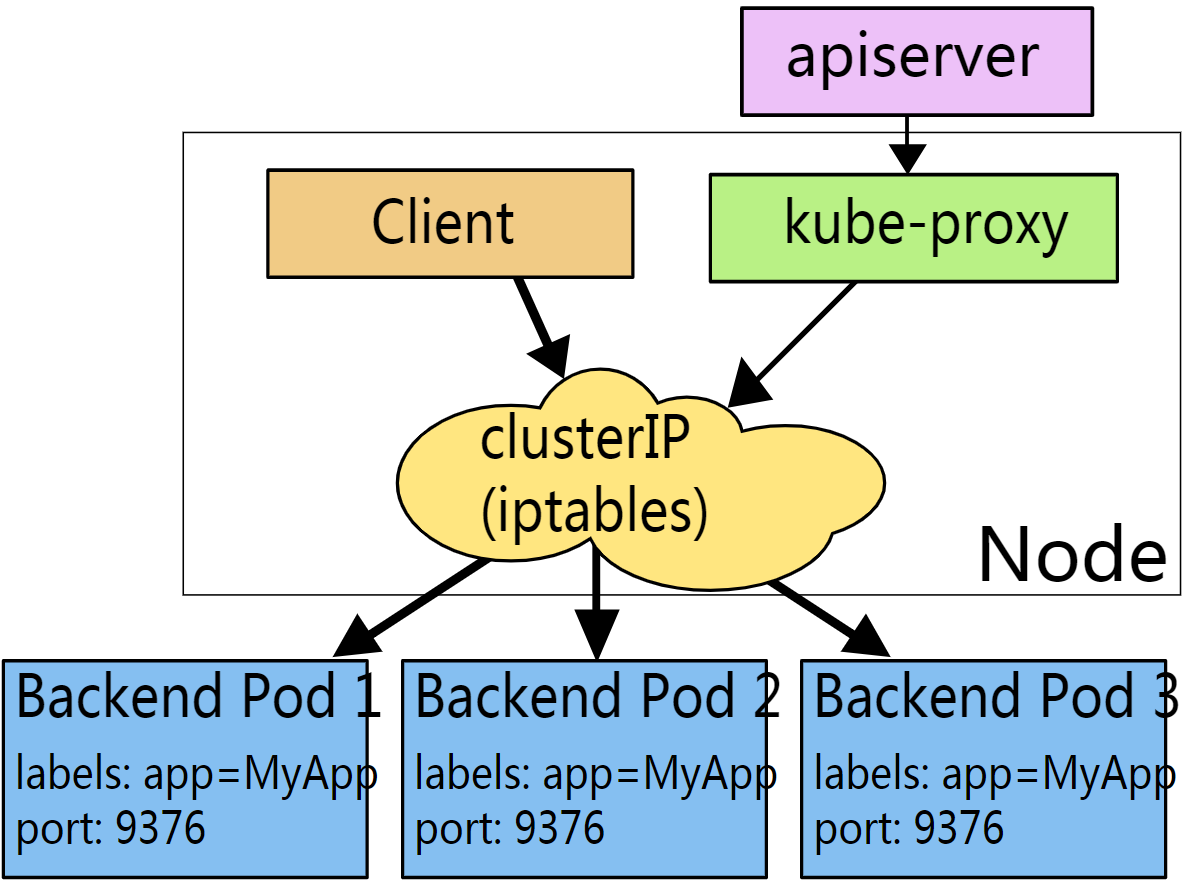 apiserver
Client
kube-proxy
clusterIP
(iptables)
Node
Backend Pod 1
labels: app=MyApp
port: 9376
Backend Pod 2
labels: app=MyApp
port: 9376
Backend Pod 3
labels: app=MyApp
port: 9376